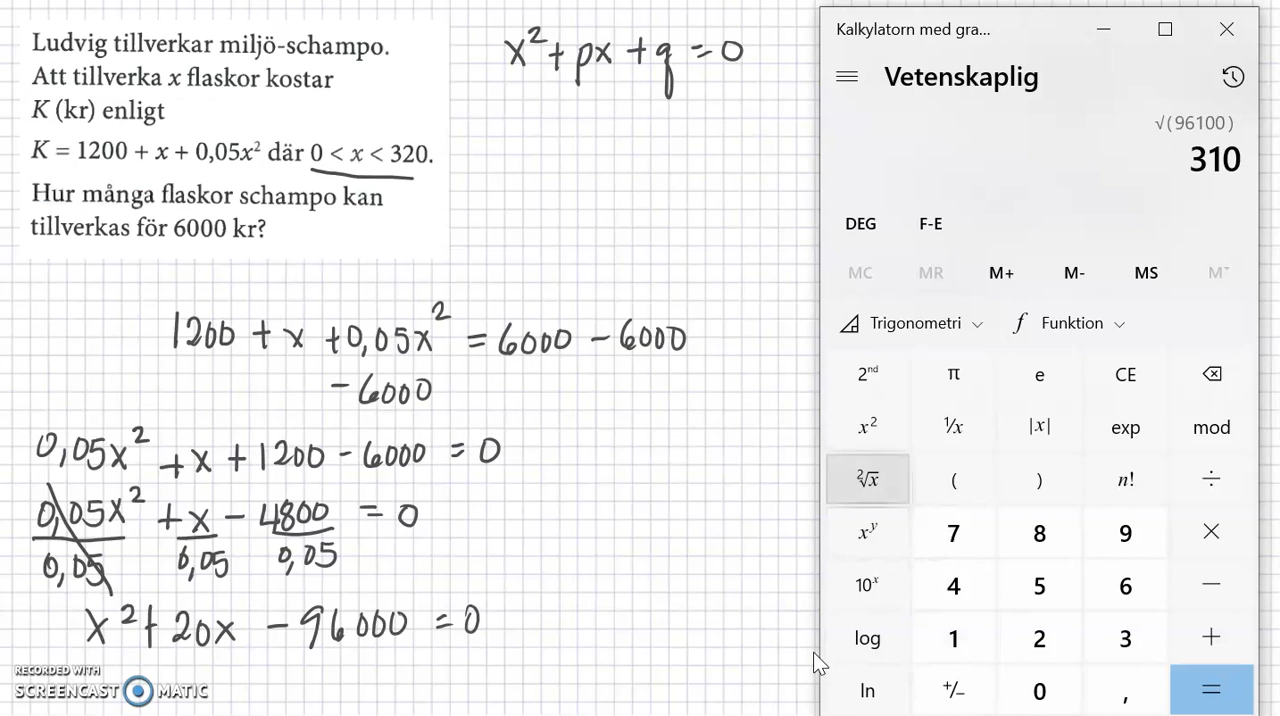 Ludvig tillverkar miljö-schampo.
Att tillverka x flaskor kostar
K (kr) enligt
K = 1200 + x + 0,05x² där 0 < x < 320.
Hur många flaskor schampo kan
tillverkas för 6000 kr?
x² + px + q = 0
1200 + x + 0,05x² = 6000 - 6000
- 6000
0,05x² + x + 1200 - 6000 = 0
0,05x² + x - 4800 = 0
0,05 0,05 0,05
x² + 20x - 96000 = 0
RECORDED WITH
SCREENCAST MATIC
Kalkylatorn med gra...
Vetenskaplig
√(96100)
310
DEG F-E
MC MR M+ M- MS M˅
Trigonometri f Funktion
2ⁿᵈ π e CE
x² ¹/x |x| exp mod
²√x ( ) n! ÷
xʸ 7 8 9 ×
10ˣ 4 5 6 −
log 1 2 3 +
ln +/− 0 , =